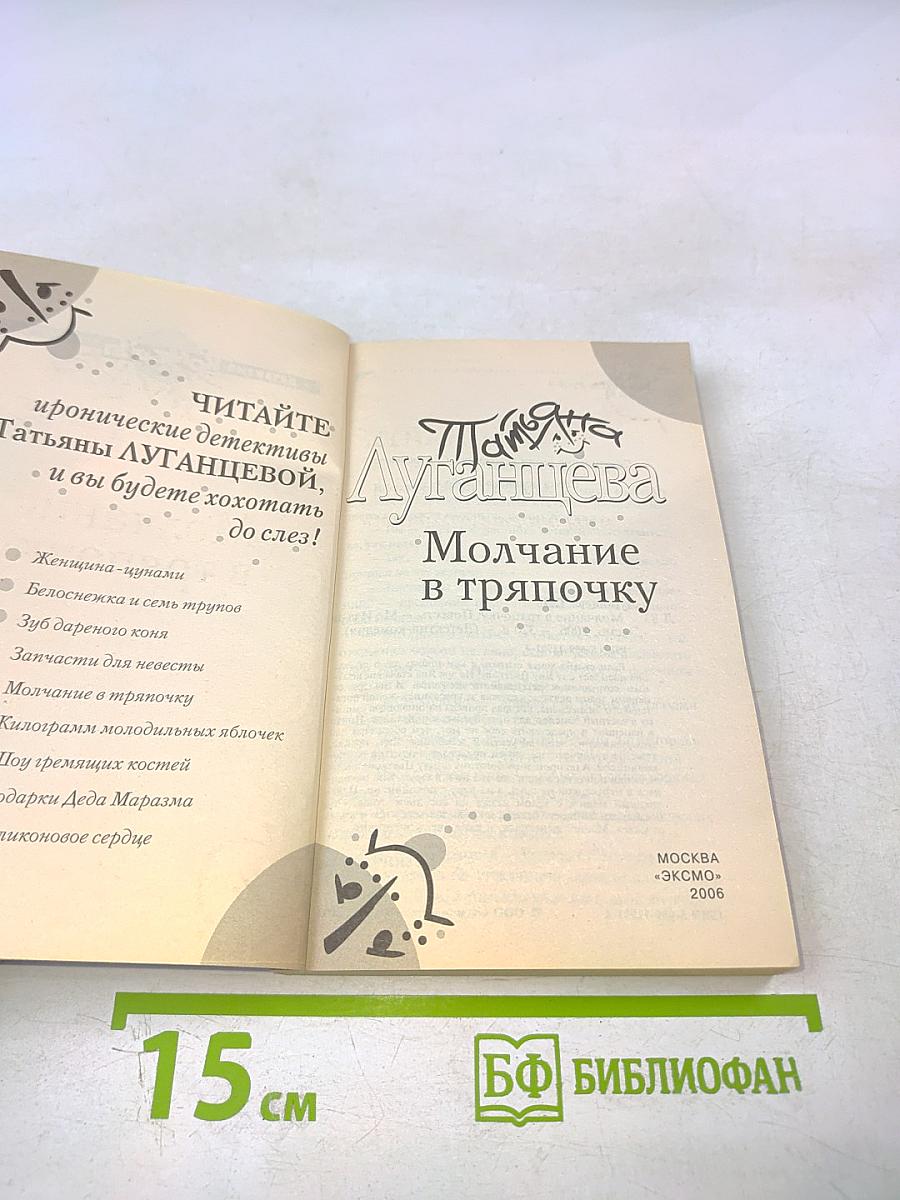 ЧИТАЙТЕ
иронические детективы
Татьяны ЛУГАНЦЕВОЙ,
и вы будете хохотать
до слез!
Женщина-цунами
Белоснежка и семь трупов
Зуб дареного коня
Запчасти для невесты
Молчание в тряпочку
Килограмм молодильных яблочек
Шоу гремящих костей
одарки Деда Маразма
ликоновое сердце
Татьяна
Луганцева
Молчание
в тряпочку
МОСКВА
«ЭКСМО»
2006
15 см
БФ БИБЛИОФАН